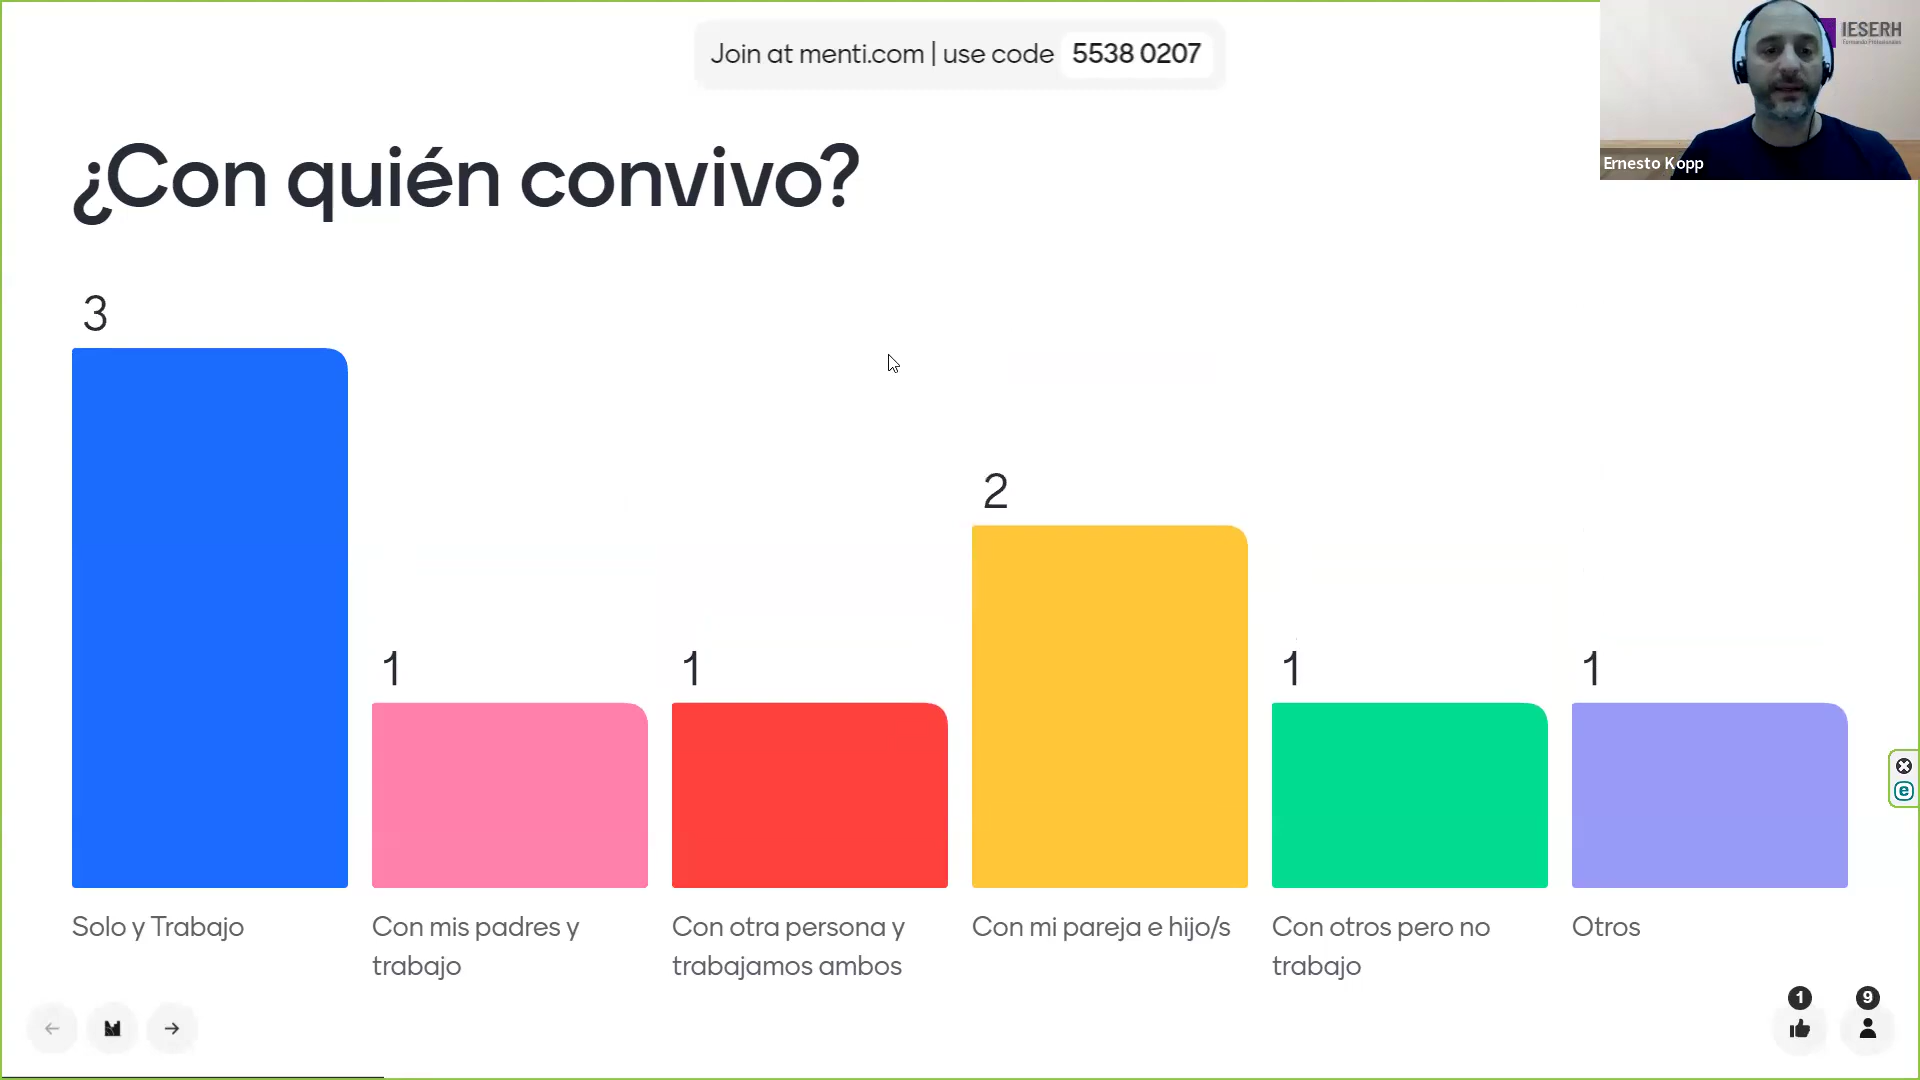 Join at menti.com | use code 5538 0207
IESERH
Ernesto Kopp
¿Con quién convivo?
3
1
1
2
1
1
Solo y Trabajo
Con mis padres y
trabajo
Con otra persona y
trabajamos ambos
Con mi pareja e hijo/s
Con otros pero no
trabajo
Otros
1
9